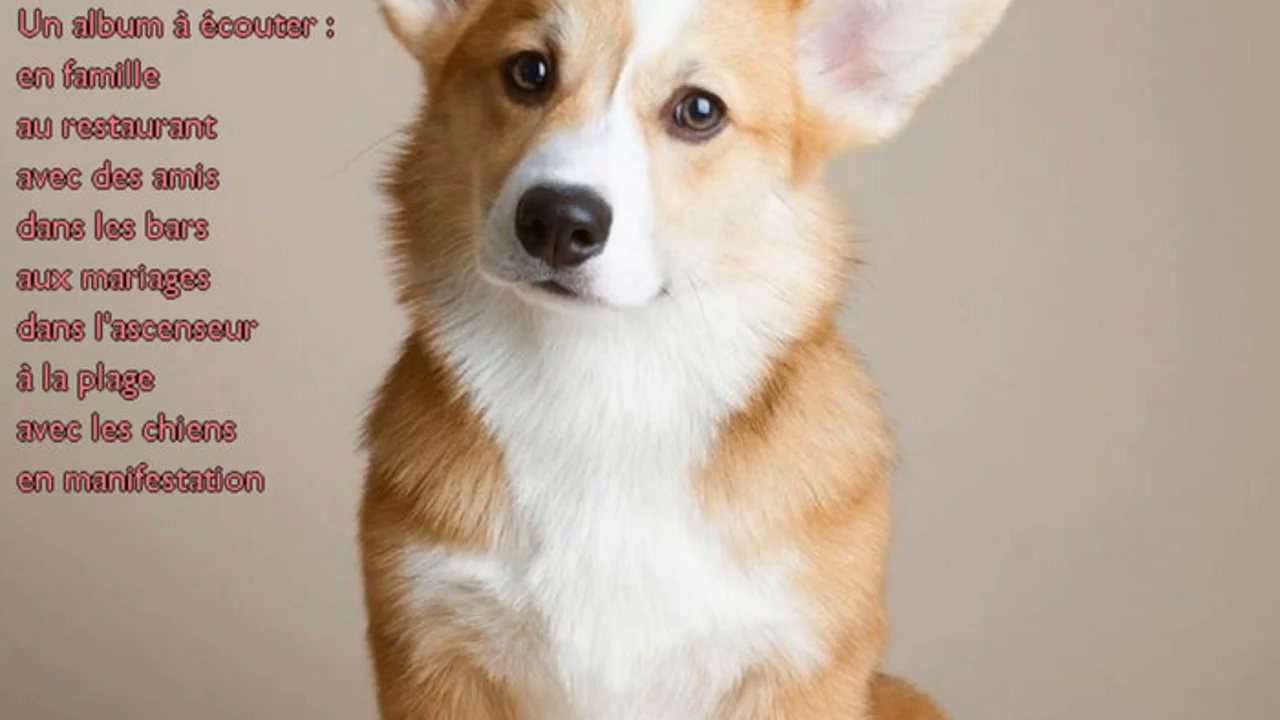 Un album à écouter :
en famille
au restaurant
avec des amis
dans les bars
aux mariages
dans l'ascenseur
à la plage
avec les chiens
en manifestation